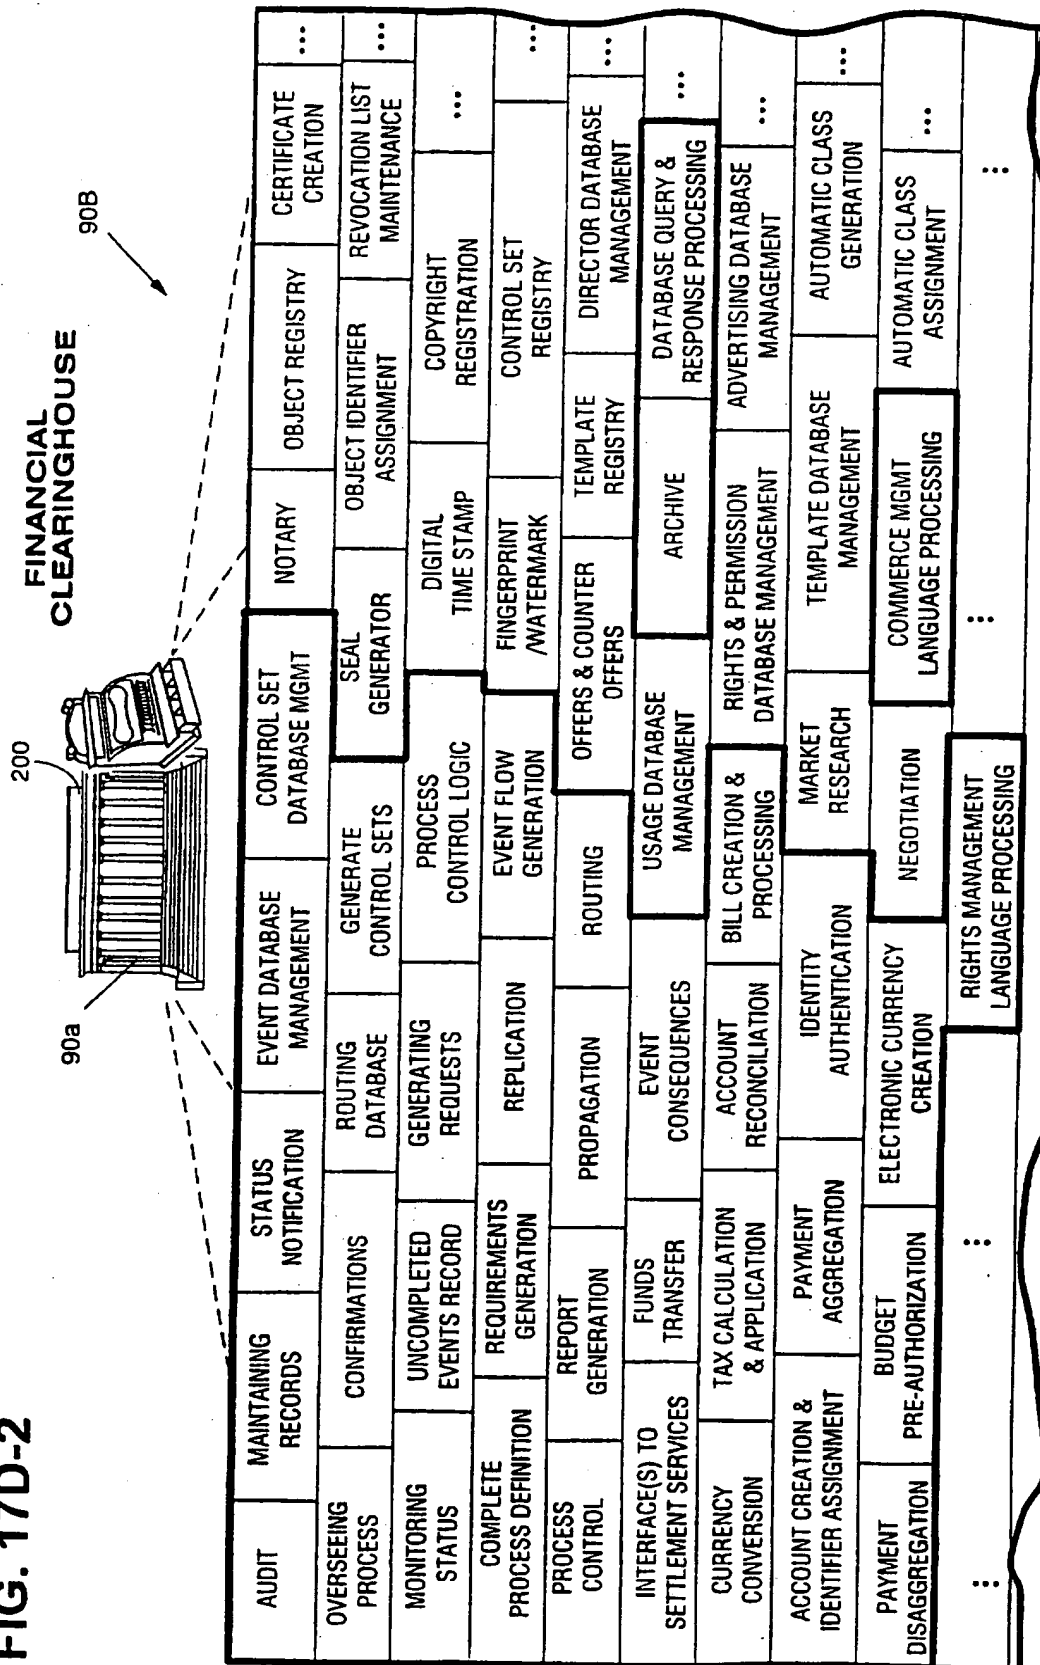 FIG. 17D-2
FINANCIAL
CLEARINGHOUSE
90a
200
90B
AUDIT
MAINTAINING
RECORDS
STATUS
NOTIFICATION
EVENT DATABASE
MANAGEMENT
CONTROL SET
DATABASE MGMT
NOTARY
OBJECT REGISTRY
CERTIFICATE
CREATION
...
OVERSEEING
PROCESS
CONFIRMATIONS
ROUTING
DATABASE
GENERATE
CONTROL SETS
SEAL
GENERATOR
OBJECT IDENTIFIER
ASSIGNMENT
REVOCATION LIST
MAINTENANCE
...
MONITORING
STATUS
UNCOMPLETED
EVENTS RECORD
GENERATING
REQUESTS
PROCESS
CONTROL LOGIC
DIGITAL
TIME STAMP
COPYRIGHT
REGISTRATION
...
COMPLETE
PROCESS DEFINITION
REQUIREMENTS
GENERATION
REPLICATION
EVENT FLOW
GENERATION
FINGERPRINT
/WATERMARK
CONTROL SET
REGISTRY
...
PROCESS
CONTROL
REPORT
GENERATION
PROPAGATION
ROUTING
OFFERS & COUNTER
OFFERS
TEMPLATE
REGISTRY
DIRECTOR DATABASE
MANAGEMENT
...
INTERFACE(S) TO
SETTLEMENT SERVICES
FUNDS
TRANSFER
EVENT
CONSEQUENCES
USAGE DATABASE
MANAGEMENT
ARCHIVE
DATABASE QUERY &
RESPONSE PROCESSING
...
CURRENCY
CONVERSION
TAX CALCULATION
& APPLICATION
ACCOUNT
RECONCILIATION
BILL CREATION &
PROCESSING
RIGHTS & PERMISSION
DATABASE MANAGEMENT
ADVERTISING DATABASE
MANAGEMENT
...
ACCOUNT CREATION &
IDENTIFIER ASSIGNMENT
PAYMENT
AGGREGATION
IDENTITY
AUTHENTICATION
MARKET
RESEARCH
TEMPLATE DATABASE
MANAGEMENT
AUTOMATIC CLASS
GENERATION
...
PAYMENT
DISAGGREGATION
BUDGET
PRE-AUTHORIZATION
ELECTRONIC CURRENCY
CREATION
NEGOTIATION
COMMERCE MGMT
LANGUAGE PROCESSING
AUTOMATIC CLASS
ASSIGNMENT
...
...
...
RIGHTS MANAGEMENT
LANGUAGE PROCESSING
...
...